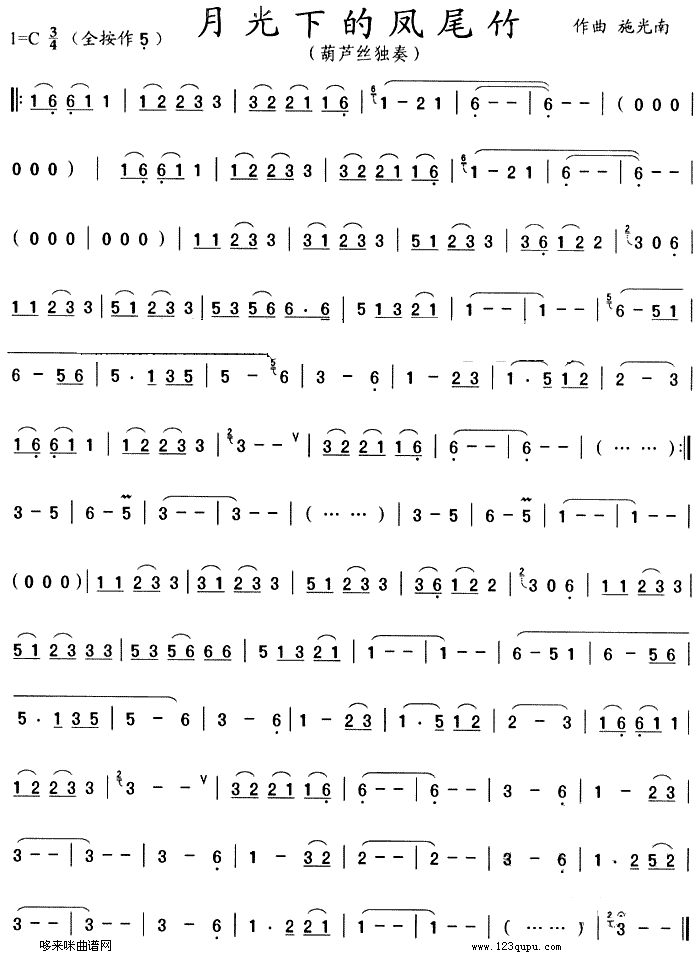 月光下的凤尾竹
1=C 3/4 （全按作5̣）
作曲 施光南
（葫芦丝独奏）
‖: 1 6̣ 6̣ 1 1 | 1 2 2 3 3 | 3 2 2 1 1 6̣ | 6 1 - 2 1 | 6̣ - - | 6̣ - - | ( 0 0 0 |
0 0 0 ) | 1 6̣ 6̣ 1 1 | 1 2 2 3 3 | 3 2 2 1 1 6̣ | 6 1 - 2 1 | 6̣ - - | 6̣ - - |
( 0 0 0 | 0 0 0 ) | 1 1 2 3 3 | 3 1 2 3 3 | 5 1 2 3 3 | 3 6̣ 1 2 2 | 2 3 0 6̣ |
1 1 2 3 3 | 5 1 2 3 3 | 5 3 5 6 6 · 6 | 5 1 3 2 1 | 1 - - | 1 - - | 5 6 - 5 1 |
6 - 5 6 | 5 · 1 3 5 | 5 - 5 6 | 3 - 6̣ | 1 - 2 3 | 1 · 5̣ 1 2 | 2 - 3 |
1 6̣ 6̣ 1 1 | 1 2 2 3 3 | 2 3 - - ∨ | 3 2 2 1 1 6̣ | 6̣ - - | 6̣ - - | ( … … ) :‖
3 - 5 | 6 - 5 | 3 - - | 3 - - | ( … … ) | 3 - 5 | 6 - 5 | 1 - - | 1 - - |
( 0 0 0 ) | 1 1 2 3 3 | 3 1 2 3 3 | 5 1 2 3 3 | 3 6̣ 1 2 2 | 2 3 0 6̣ | 1 1 2 3 3 |
5 1 2 3 3 3 | 5 3 5 6 6 6 | 5 1 3 2 1 | 1 - - | 1 - - | 6 - 5 1 | 6 - 5 6 |
5 · 1 3 5 | 5 - 6 | 3 - 6̣ | 1 - 2 3 | 1 · 5̣ 1 2 | 2 - 3 | 1 6̣ 6̣ 1 1 |
1 2 2 3 3 | 2 3 - - ∨ | 3 2 2 1 1 6̣ | 6̣ - - | 6̣ - - | 3 - 6̣ | 1 - 2 3 |
3 - - | 3 - - | 3 - 6̣ | 1 - 3 2 | 2 - - | 2 - - | 3 - 6̣ | 1 · 2 5̣ 2 |
3 - - | 3 - - | 3 - 6̣ | 1 · 2 2 1 | 1 - - | 1 - - | ( … … ) | 2 3 - - ‖
哆来咪曲谱网
www.123qupu.com